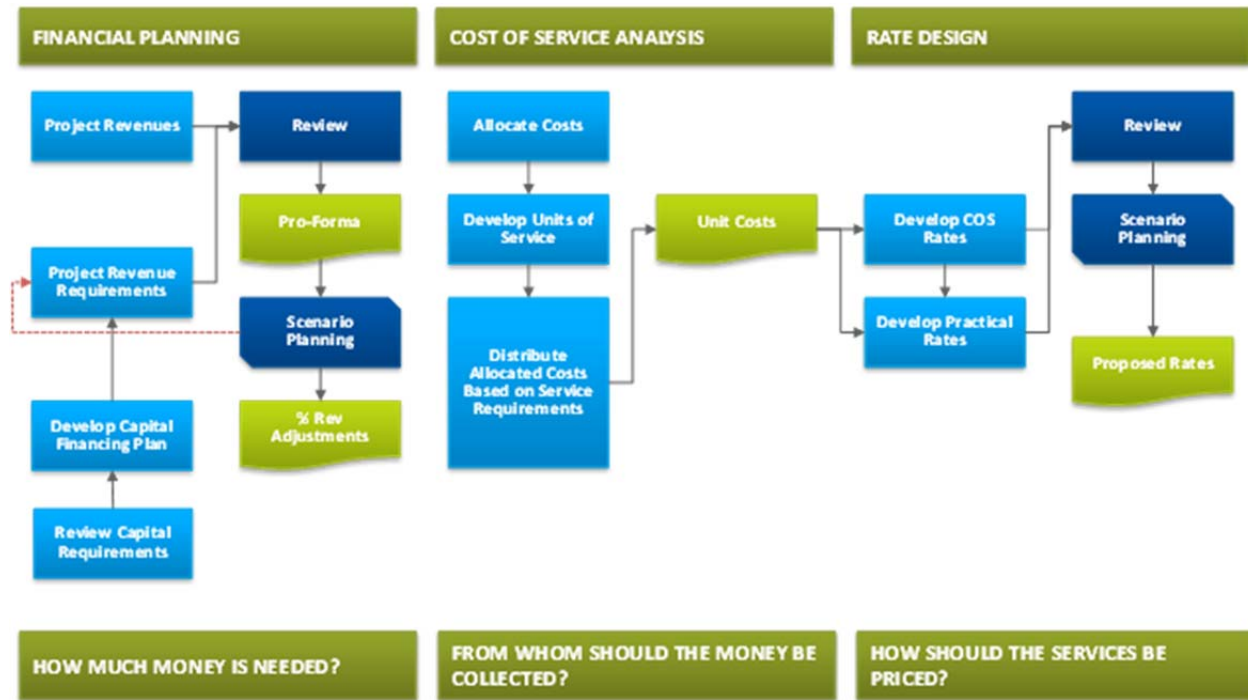 FINANCIAL PLANNING
COST OF SERVICE ANALYSIS
RATE DESIGN
Project Revenues
Review
Pro-Forma
Project Revenue
Requirements
Scenario
Planning
Develop Capital
Financing Plan
% Rev
Adjustments
Review Capital
Requirements
Allocate Costs
Develop Units of
Service
Distribute
Allocated Costs
Based on Service
Requirements
Unit Costs
Develop COS
Rates
Develop Practical
Rates
Review
Scenario
Planning
Proposed Rates
HOW MUCH MONEY IS NEEDED?
FROM WHOM SHOULD THE MONEY BE
COLLECTED?
HOW SHOULD THE SERVICES BE
PRICED?